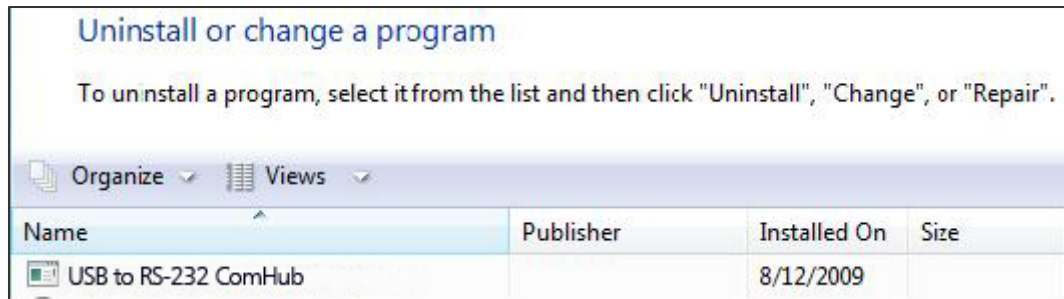 Uninstall or change a program
To uninstall a program, select it from the list and then click "Uninstall", "Change", or "Repair".
Organize Views
Name Publisher Installed On Size
USB to RS-232 ComHub 8/12/2009